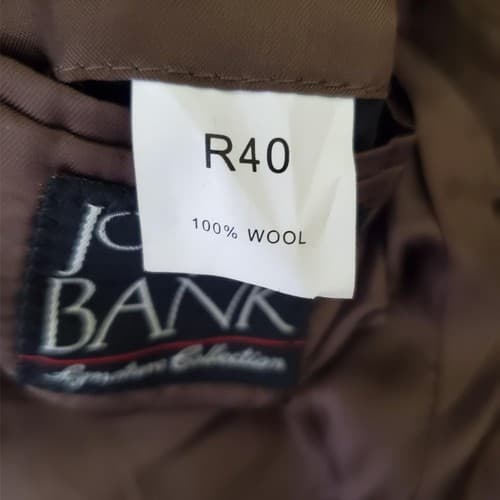 R40
100% WOOL
BANK
Signature Collection